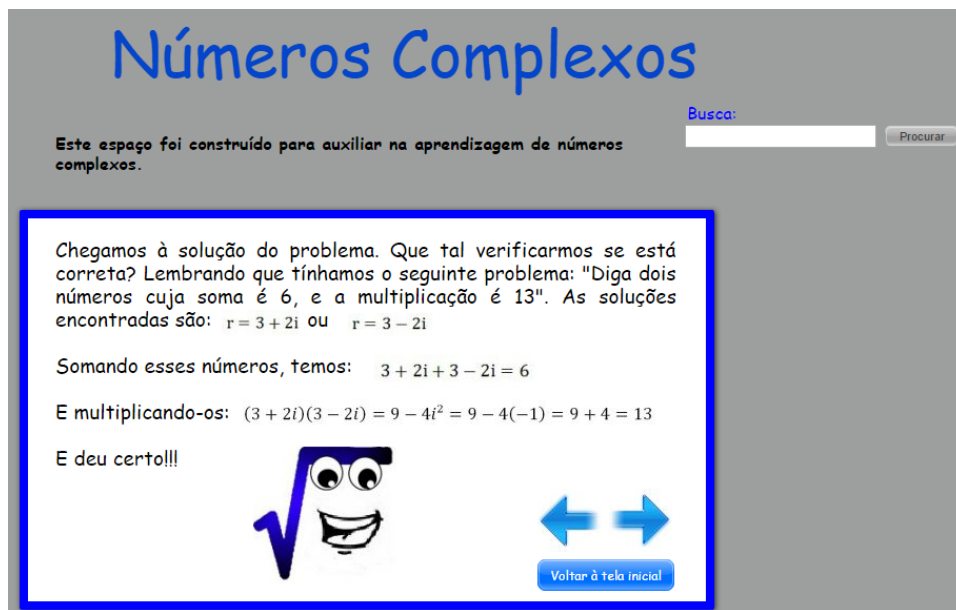 Números Complexos
Busca:
Procurar
Este espaço foi construído para auxiliar na aprendizagem de números
complexos.
Chegamos à solução do problema. Que tal verificarmos se está
correta? Lembrando que tínhamos o seguinte problema: "Diga dois
números cuja soma é 6, e a multiplicação é 13". As soluções
encontradas são: r = 3 + 2i ou r = 3 − 2i
Somando esses números, temos: 3 + 2i + 3 − 2i = 6
E multiplicando-os: (3 + 2i)(3 − 2i) = 9 − 4i² = 9 − 4(−1) = 9 + 4 = 13
E deu certo!!!
Voltar à tela inicial